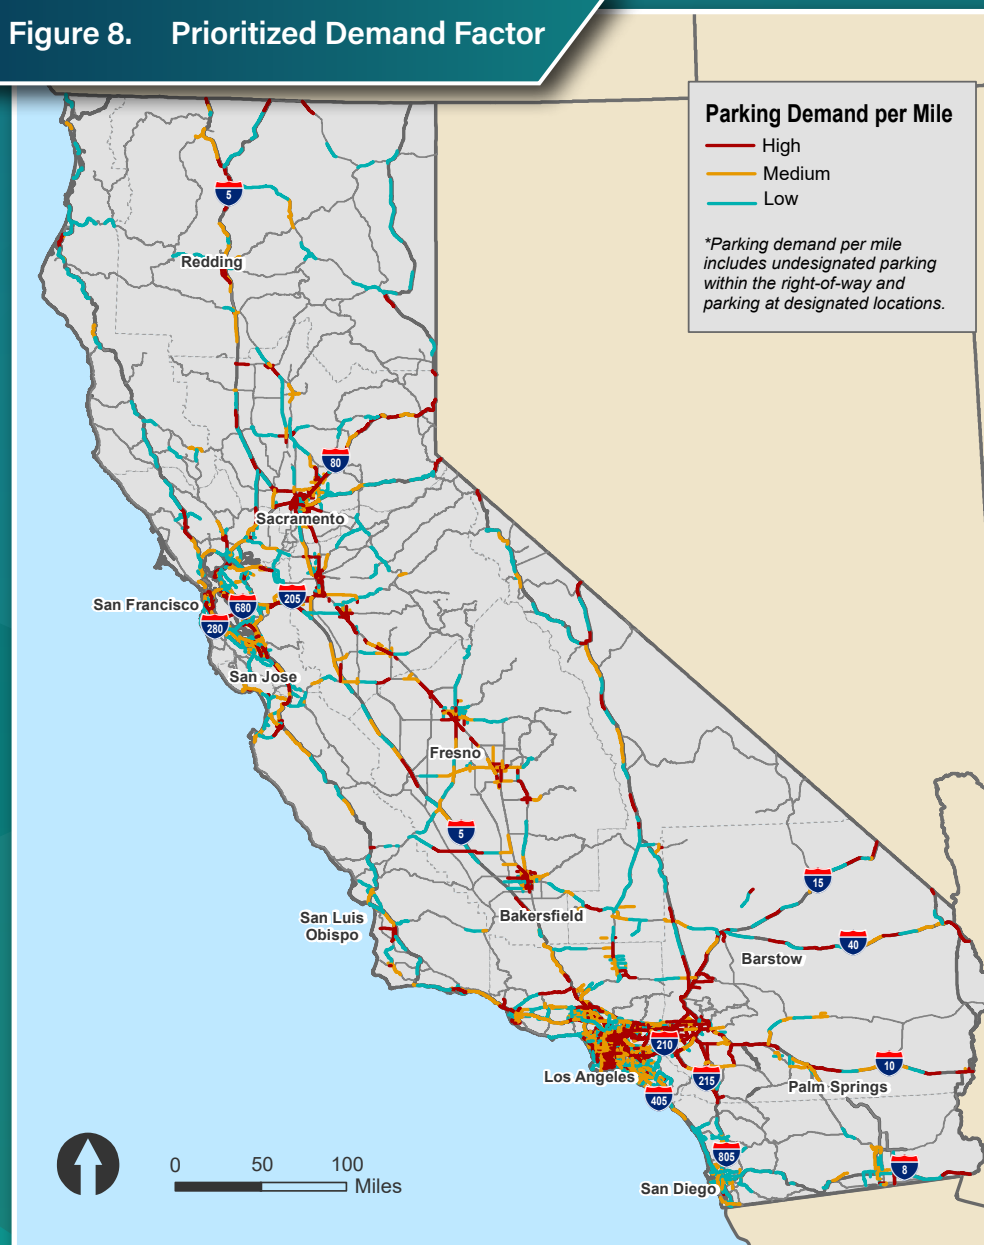 Figure 8. Prioritized Demand Factor
Parking Demand per Mile
High
Medium
Low
*Parking demand per mile
includes undesignated parking
within the right-of-way and
parking at designated locations.
5
Redding
80
Sacramento
San Francisco
680
205
280
San Jose
Fresno
5
15
San Luis
Obispo
Bakersfield
40
Barstow
210
10
Los Angeles
215
Palm Springs
405
805
8
San Diego
0 50 100
Miles